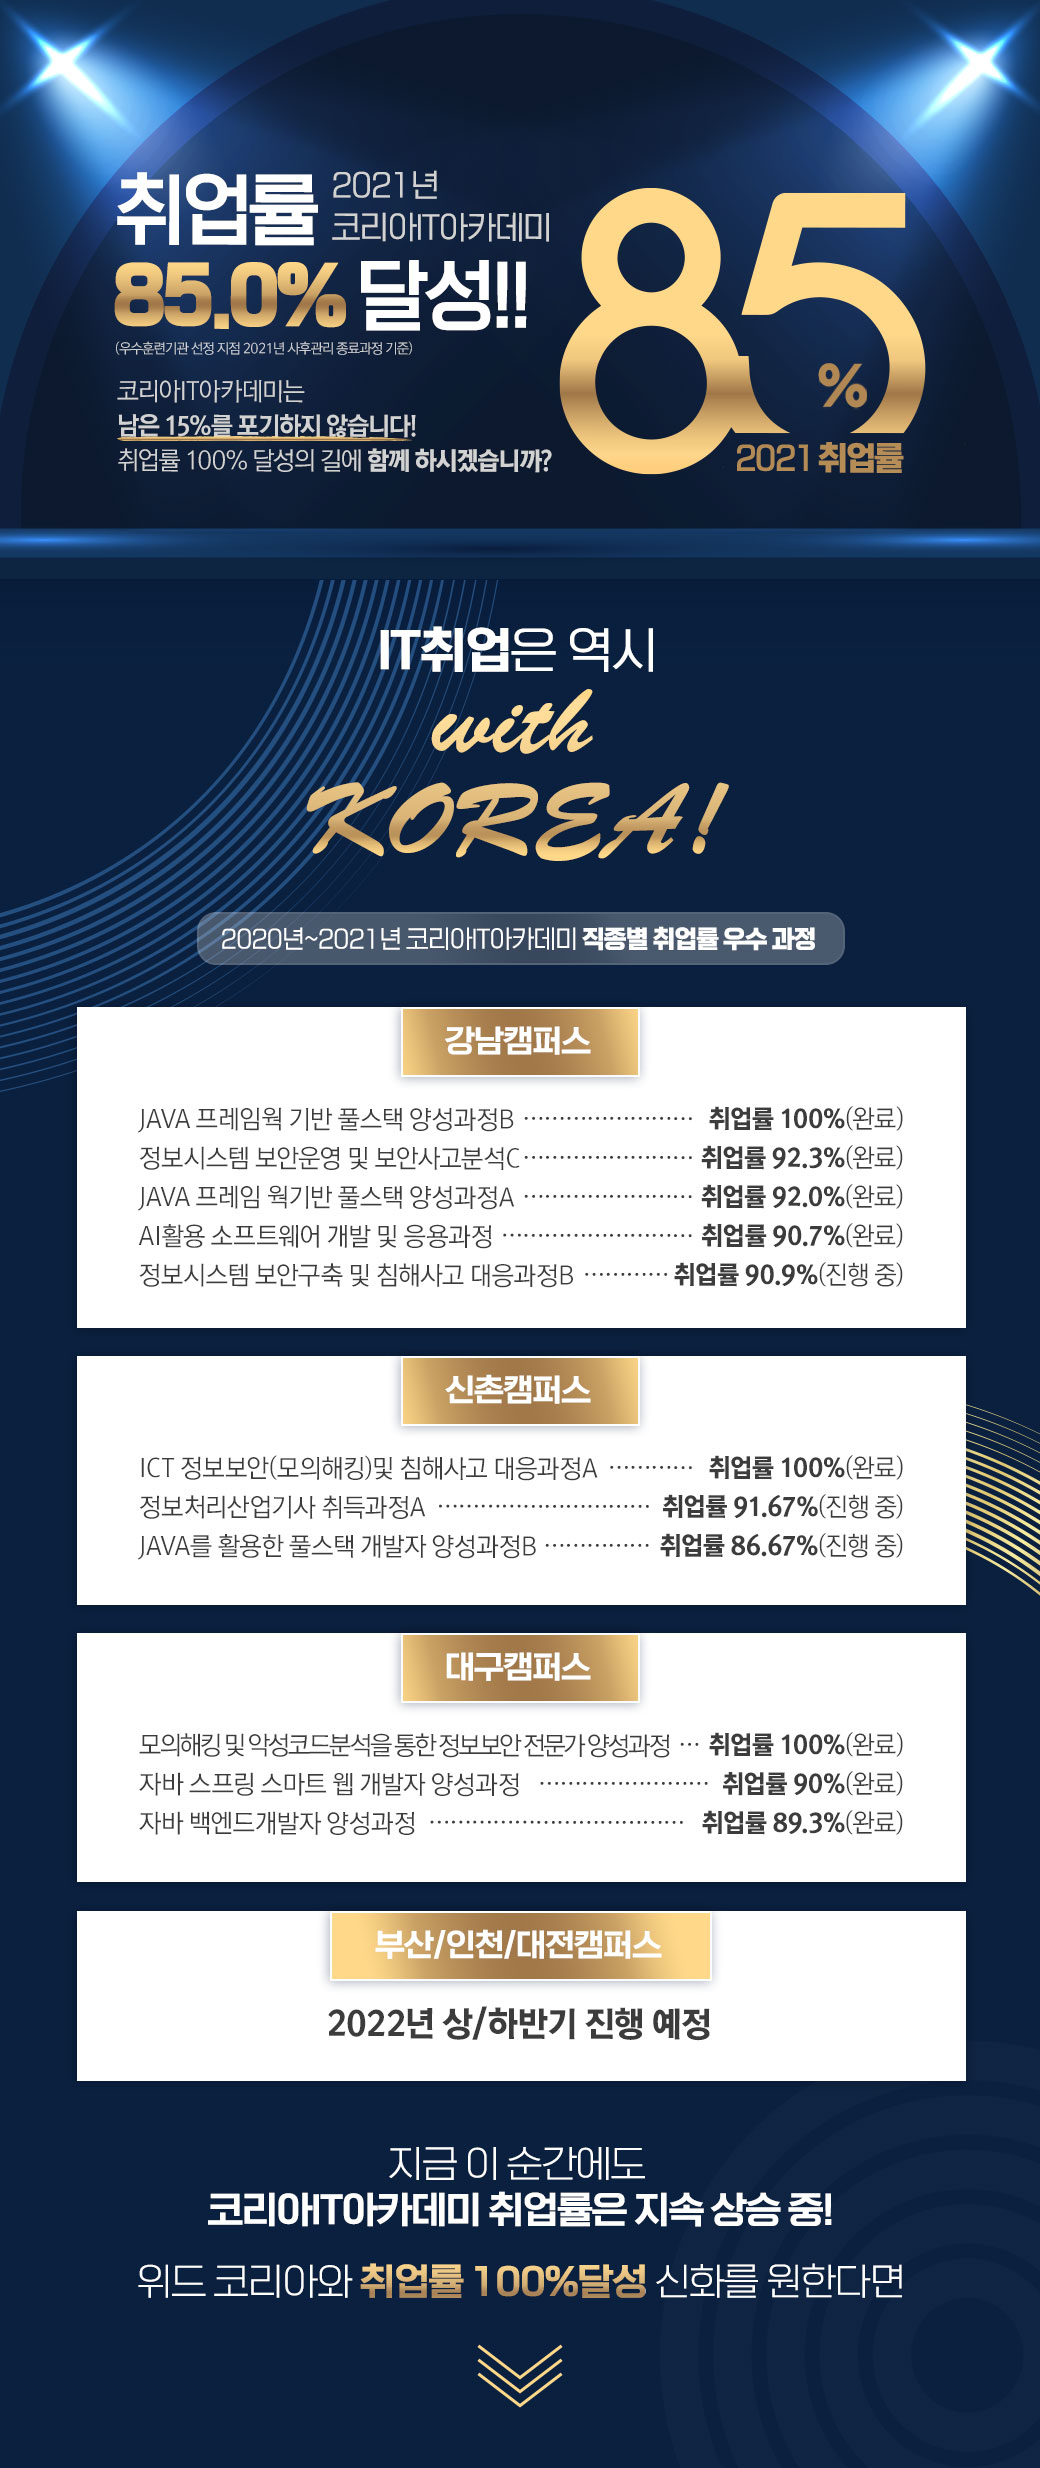 취업률 2021년
코리아IT아카데미
85.0% 달성!!
(우수훈련기관 선정 지점 2021년 사후관리 종료과정 기준)
코리아IT아카데미는
남은 15%를 포기하지 않습니다!
취업률 100% 달성의 길에 함께 하시겠습니까?
85%
2021 취업률
IT취업은 역시
with
KOREA!
2020년~2021년 코리아IT아카데미 직종별 취업률 우수 과정
강남캠퍼스
JAVA 프레임웍 기반 풀스택 양성과정B ························ 취업률 100%(완료)
정보시스템 보안운영 및 보안사고분석C ························ 취업률 92.3%(완료)
JAVA 프레임 웍기반 풀스택 양성과정A ························ 취업률 92.0%(완료)
AI활용 소프트웨어 개발 및 응용과정 ··························· 취업률 90.7%(완료)
정보시스템 보안구축 및 침해사고 대응과정B ············ 취업률 90.9%(진행 중)
신촌캠퍼스
ICT 정보보안(모의해킹)및 침해사고 대응과정A ············ 취업률 100%(완료)
정보처리산업기사 취득과정A ······························ 취업률 91.67%(진행 중)
JAVA를 활용한 풀스택 개발자 양성과정B ··············· 취업률 86.67%(진행 중)
대구캠퍼스
모의해킹 및 악성코드분석을 통한 정보보안 전문가 양성과정 ··· 취업률 100%(완료)
자바 스프링 스마트 웹 개발자 양성과정 ························ 취업률 90%(완료)
자바 백엔드개발자 양성과정 ···································· 취업률 89.3%(완료)
부산/인천/대전캠퍼스
2022년 상/하반기 진행 예정
지금 이 순간에도
코리아IT아카데미 취업률은 지속 상승 중!
위드 코리아와 취업률 100%달성 신화를 원한다면